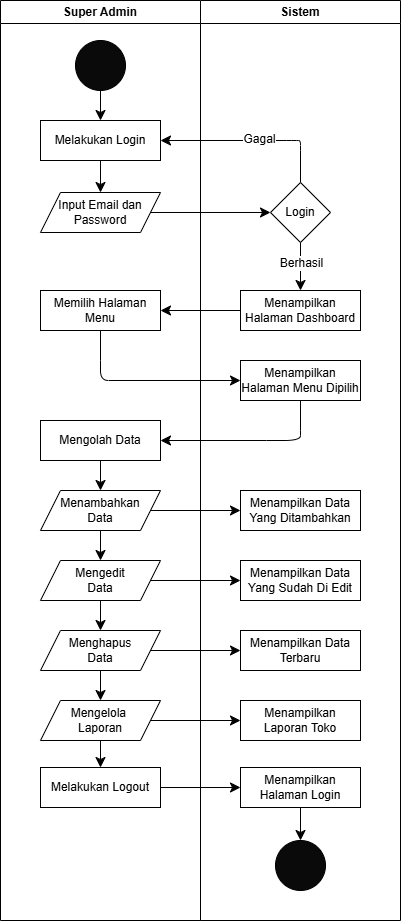 Super Admin
Sistem
Melakukan Login
Gagal
Input Email dan
Password
Login
Berhasil
Memilih Halaman
Menu
Menampilkan
Halaman Dashboard
Menampilkan
Halaman Menu Dipilih
Mengolah Data
Menambahkan
Data
Menampilkan Data
Yang Ditambahkan
Mengedit
Data
Menampilkan Data
Yang Sudah Di Edit
Menghapus
Data
Menampilkan Data
Terbaru
Mengelola
Laporan
Menampilkan
Laporan Toko
Melakukan Logout
Menampilkan
Halaman Login